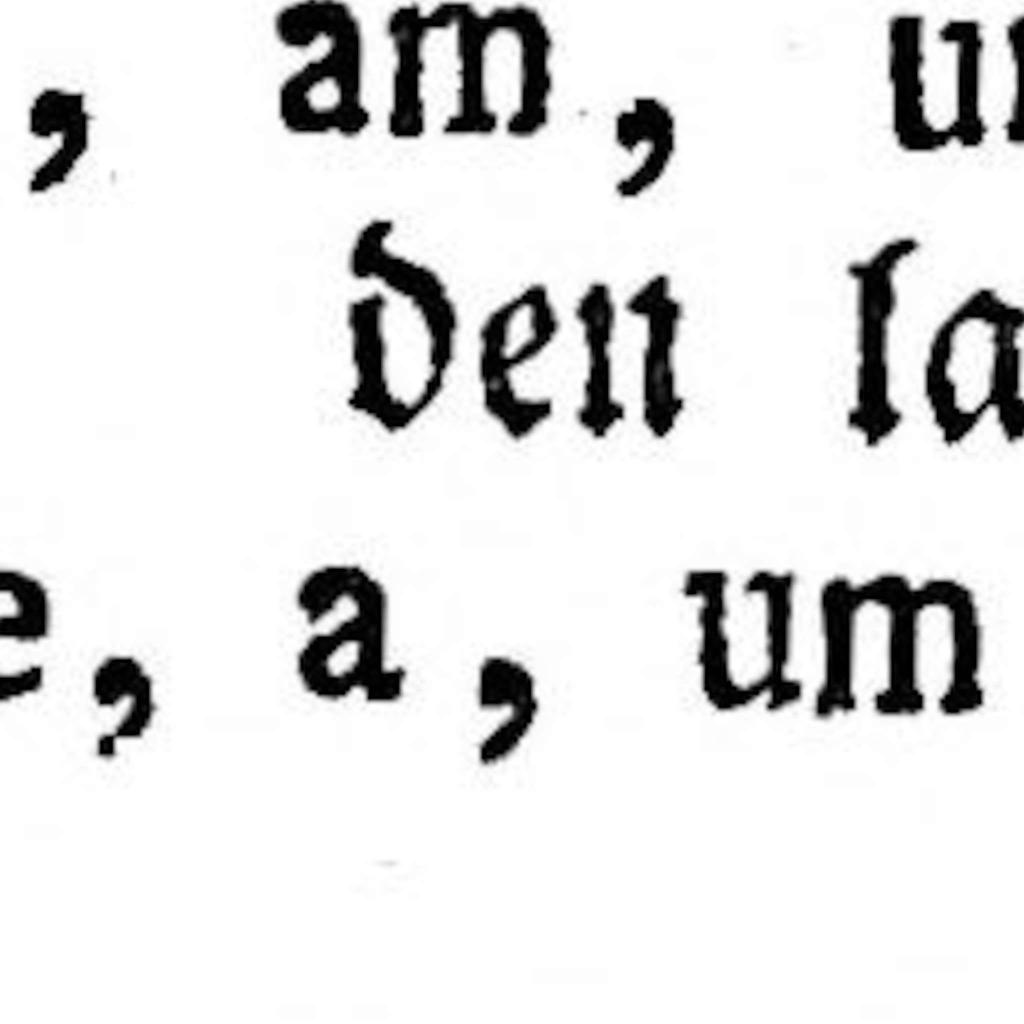 , am, u
den la
e, a, um